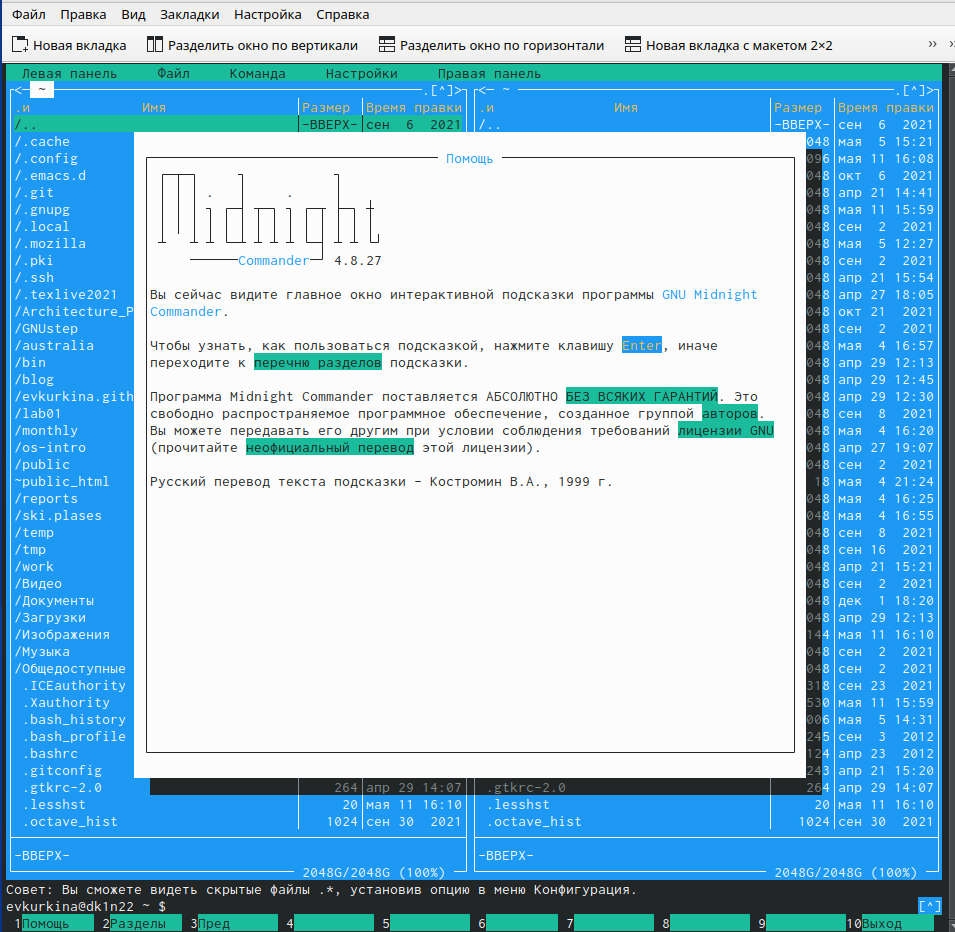 Файл Правка Вид Закладки Настройка Справка
Новая вкладка Разделить окно по вертикали Разделить окно по горизонтали Новая вкладка с макетом 2×2 ›› ››
Левая панель Файл Команда Настройки Правая панель
<─ ~ .[^]> <─ ~ .[^]>
.и Имя Размер Время правки .и Имя Размер Время правки
/.. -ВВЕРХ- сен 6 2021 /.. -ВВЕРХ- сен 6 2021
/.cache 048 мая 5 15:21
/.config Помощь 096 мая 11 16:08
/.emacs.d 048 окт 6 2021
/.git Midnight 048 апр 21 14:41
/.gnupg 048 мая 11 15:59
/.local 048 сен 2 2021
/.mozilla 048 мая 5 12:27
/.pki Commander 4.8.27 048 сен 2 2021
/.ssh 048 апр 21 15:54
/.texlive2021 Вы сейчас видите главное окно интерактивной подсказки программы GNU Midnight 048 апр 27 18:05
/Architecture_P Commander. 048 окт 21 2021
/GNUstep 048 сен 2 2021
/australia Чтобы узнать, как пользоваться подсказкой, нажмите клавишу Enter, иначе 048 мая 4 16:57
/bin переходите к перечню разделов подсказки. 048 апр 29 12:13
/blog 048 апр 29 12:45
/evkurkina.gith Программа Midnight Commander поставляется АБСОЛЮТНО БЕЗ ВСЯКИХ ГАРАНТИЙ. Это 048 апр 29 12:30
/lab01 свободно распространяемое программное обеспечение, созданное группой авторов. 048 сен 8 2021
/monthly Вы можете передавать его другим при условии соблюдения требований лицензии GNU 048 мая 4 16:20
/os-intro (прочитайте неофициальный перевод этой лицензии). 048 апр 27 19:07
/public 048 сен 2 2021
~public_html Русский перевод текста подсказки - Костромин В.А., 1999 г. 18 мая 4 21:24
/reports 048 мая 4 16:25
/ski.plases 048 мая 4 16:55
/temp 048 сен 8 2021
/tmp 048 сен 16 2021
/work 048 апр 21 15:21
/Видео 048 сен 2 2021
/Документы 048 дек 1 18:20
/Загрузки 048 апр 29 12:13
/Изображения 144 мая 11 16:10
/Музыка 048 сен 2 2021
/Общедоступные 048 сен 2 2021
.ICEauthority 318 сен 23 2021
.Xauthority 530 мая 11 15:59
.bash_history 006 мая 5 14:31
.bash_profile 245 сен 3 2012
.bashrc 124 апр 23 2012
.gitconfig 243 апр 21 15:20
.gtkrc-2.0 264 апр 29 14:07 .gtkrc-2.0 264 апр 29 14:07
.lesshst 20 мая 11 16:10 .lesshst 20 мая 11 16:10
.octave_hist 1024 сен 30 2021 .octave_hist 1024 сен 30 2021
-ВВЕРХ- -ВВЕРХ-
2048G/2048G (100%) 2048G/2048G (100%)
Совет: Вы сможете видеть скрытые файлы .*, установив опцию в меню Конфигурация.
evkurkina@dk1n22 ~ $ [^]
1Помощь 2Разделы 3Пред 4 5 6 7 8 9 10Выход